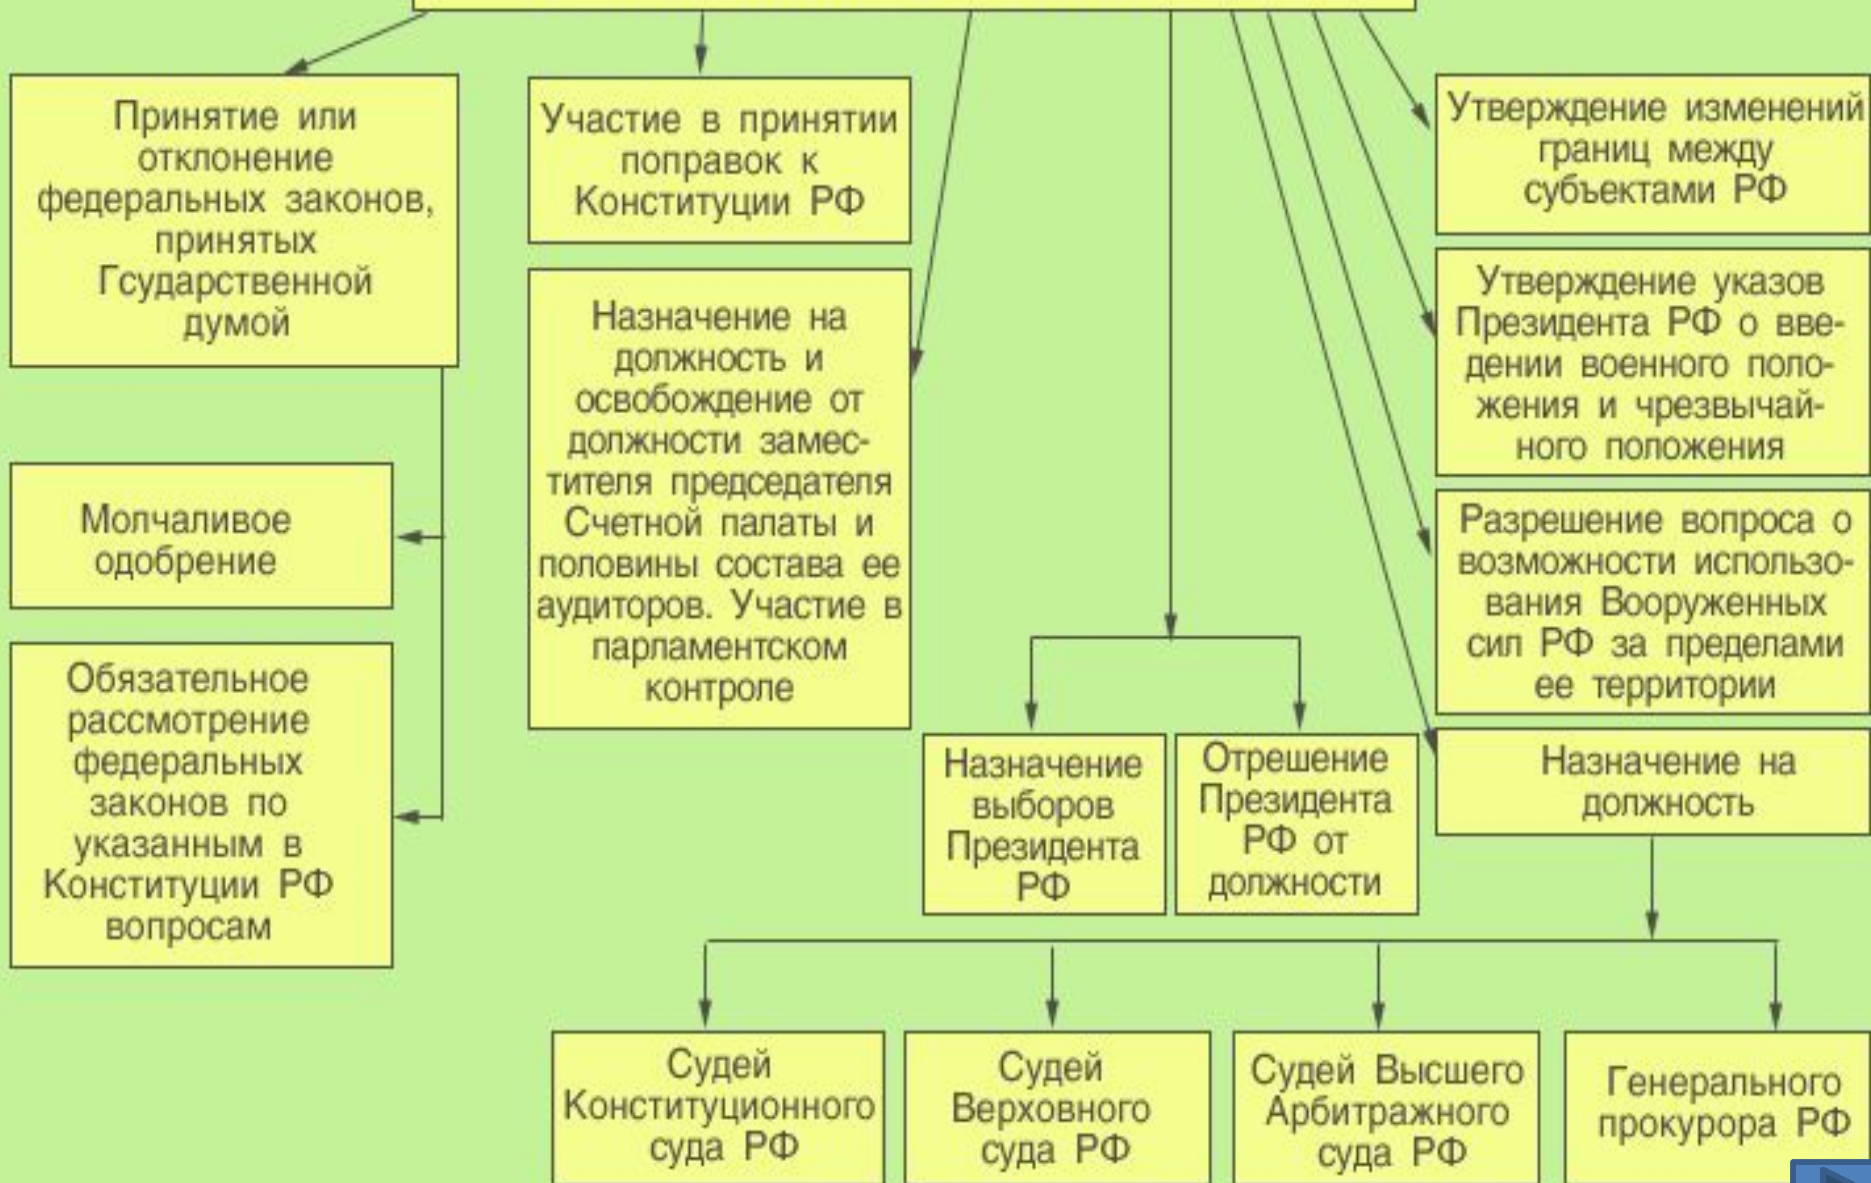 Принятие или
отклонение
федеральных законов,
принятых
Гсударственной
думой
Молчаливое
одобрение
Обязательное
рассмотрение
федеральных
законов по
указанным в
Конституции РФ
вопросам
Участие в принятии
поправок к
Конституции РФ
Назначение на
должность и
освобождение от
должности замес-
тителя председателя
Счетной палаты и
половины состава ее
аудиторов. Участие в
парламентском
контроле
Назначение
выборов
Президента
РФ
Отрешение
Президента
РФ от
должности
Утверждение изменений
границ между
субъектами РФ
Утверждение указов
Президента РФ о вве-
дении военного поло-
жения и чрезвычай-
ного положения
Разрешение вопроса о
возможности использо-
вания Вооруженных
сил РФ за пределами
ее территории
Назначение на
должность
Судей
Конституционного
суда РФ
Судей
Верховного
суда РФ
Судей Высшего
Арбитражного
суда РФ
Генерального
прокурора РФ